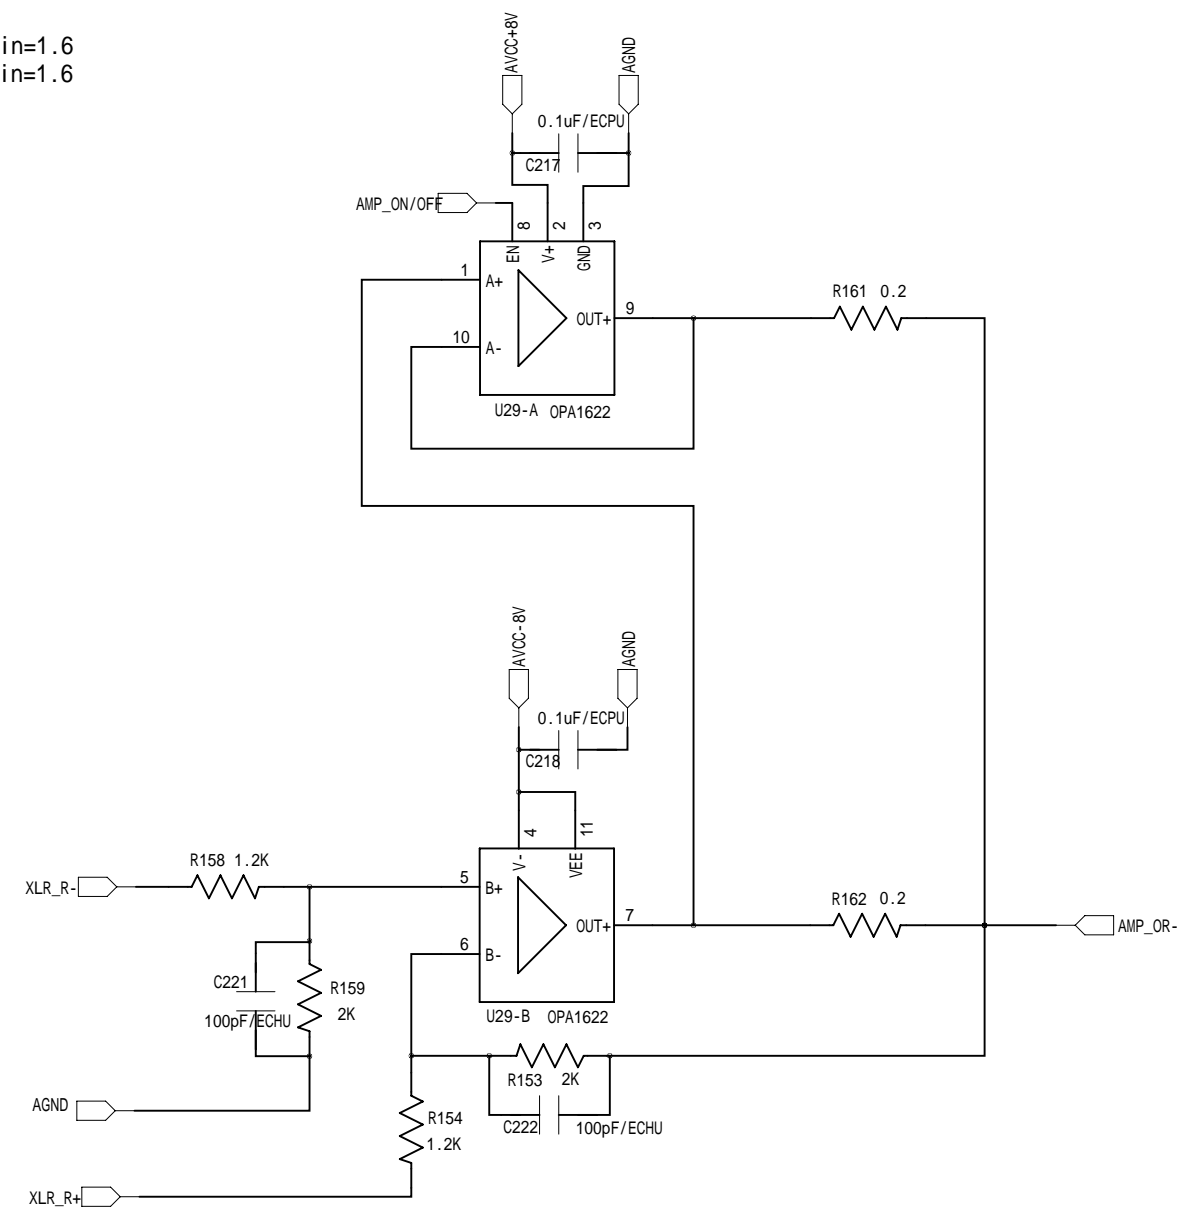 in=1.6
in=1.6
AVCC+8V
AGND
0.1uF/ECPU
C217
AMP_ON/OFF
8
2
3
EN
V+
GND
1
A+
10
A-
OUT+
9
R161 0.2
U29-A OPA1622
AVCC-8V
AGND
0.1uF/ECPU
C218
4
11
V-
VEE
R158 1.2K
XLR_R-
5
B+
6
B-
OUT+
7
R162 0.2
AMP_OR-
C221
100pF/ECHU
R159
2K
U29-B OPA1622
R153 2K
C222 100pF/ECHU
AGND
R154
1.2K
XLR_R+